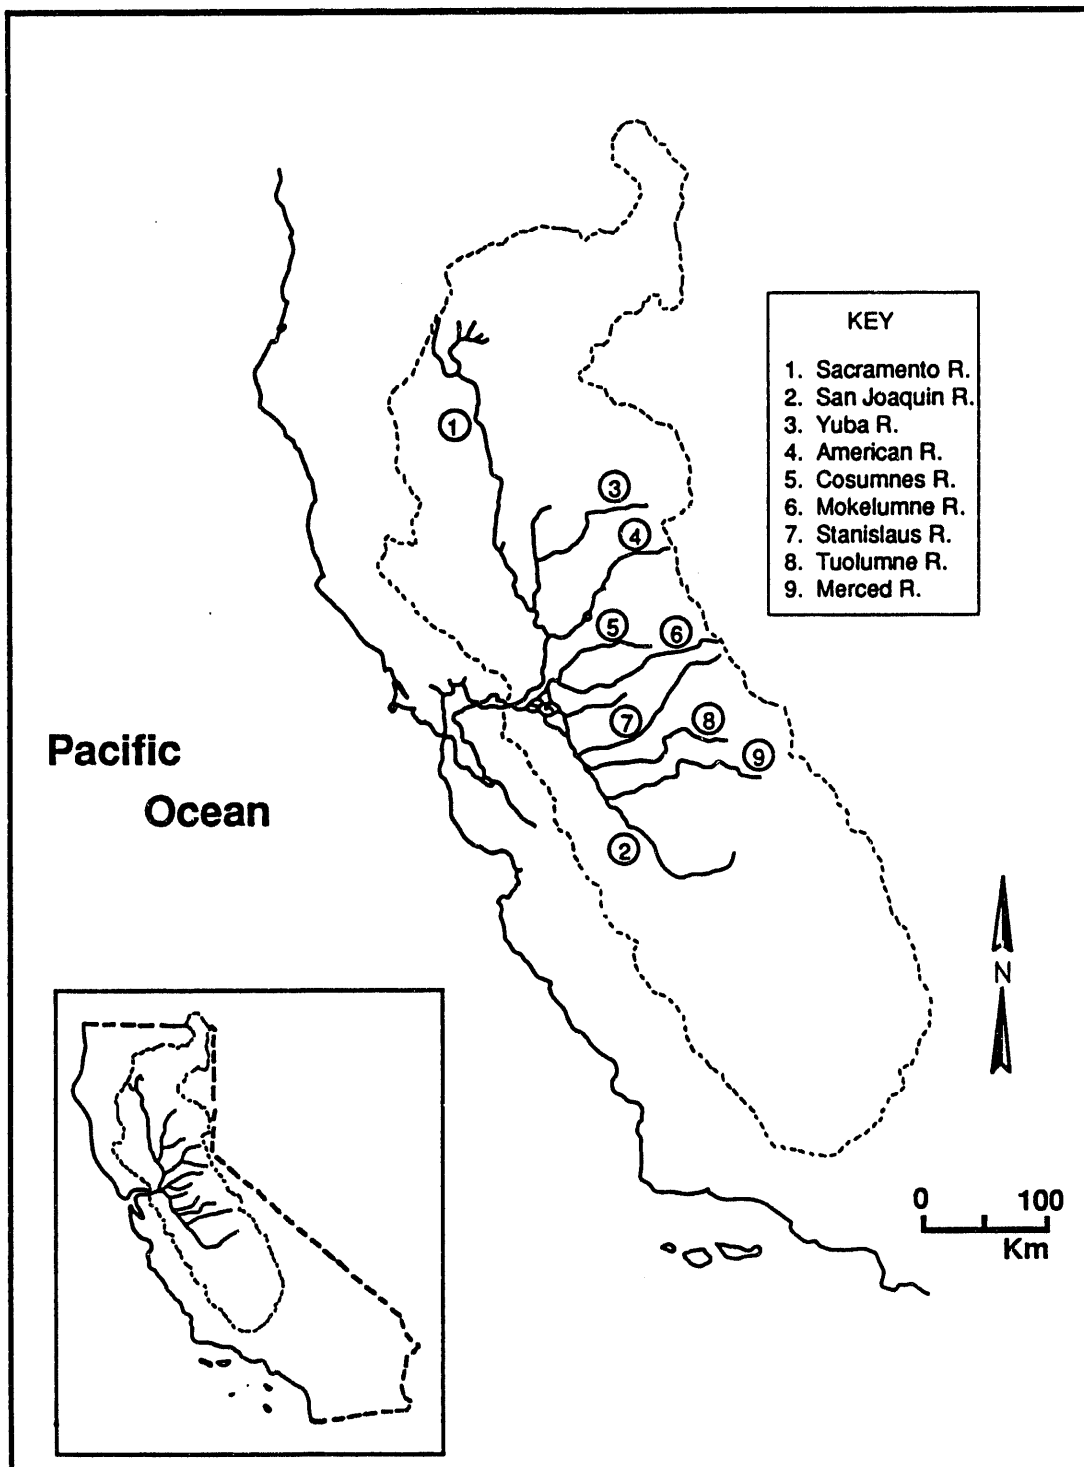 KEY
1. Sacramento R.
2. San Joaquin R.
3. Yuba R.
4. American R.
5. Cosumnes R.
6. Mokelumne R.
7. Stanislaus R.
8. Tuolumne R.
9. Merced R.
1
3
4
5
6
7
8
9
2
Pacific
Ocean
N
0 100
Km